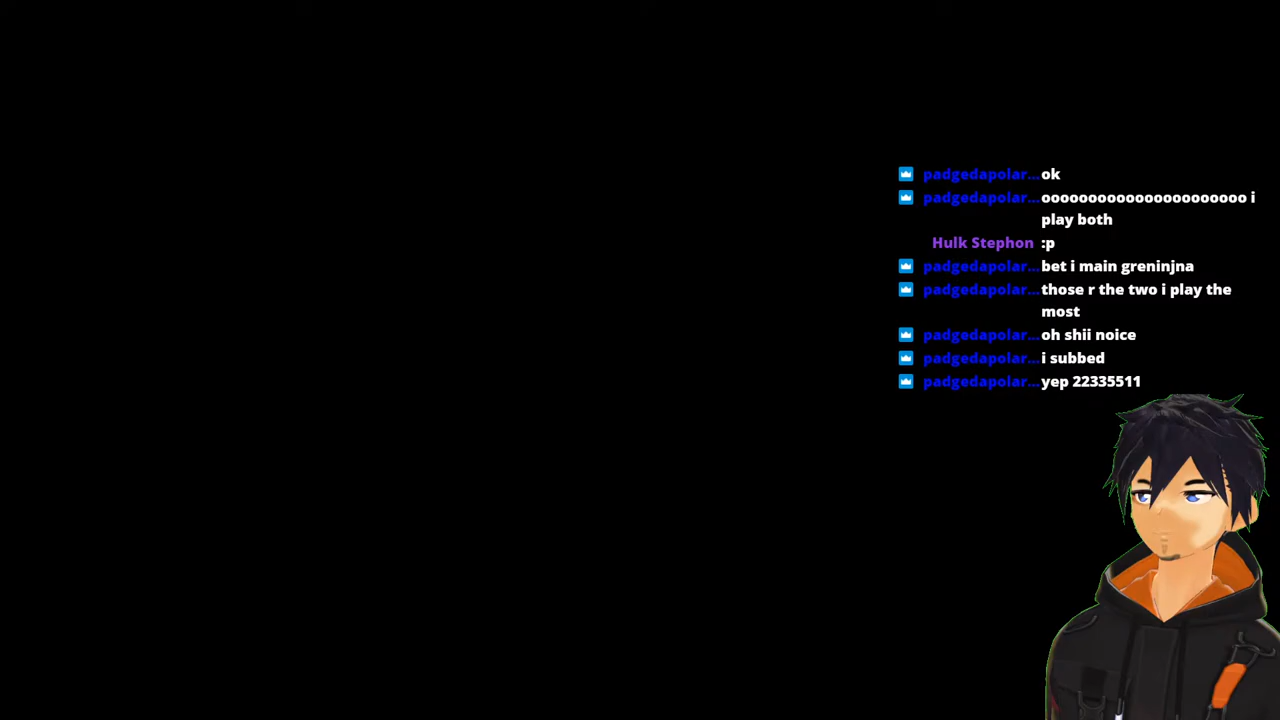 padgedapolar... ok
padgedapolar... oooooooooooooooooooooo i
play both
Hulk Stephon :p
padgedapolar... bet i main greninjna
padgedapolar... those r the two i play the
most
padgedapolar... oh shii noice
padgedapolar... i subbed
padgedapolar... yep 22335511